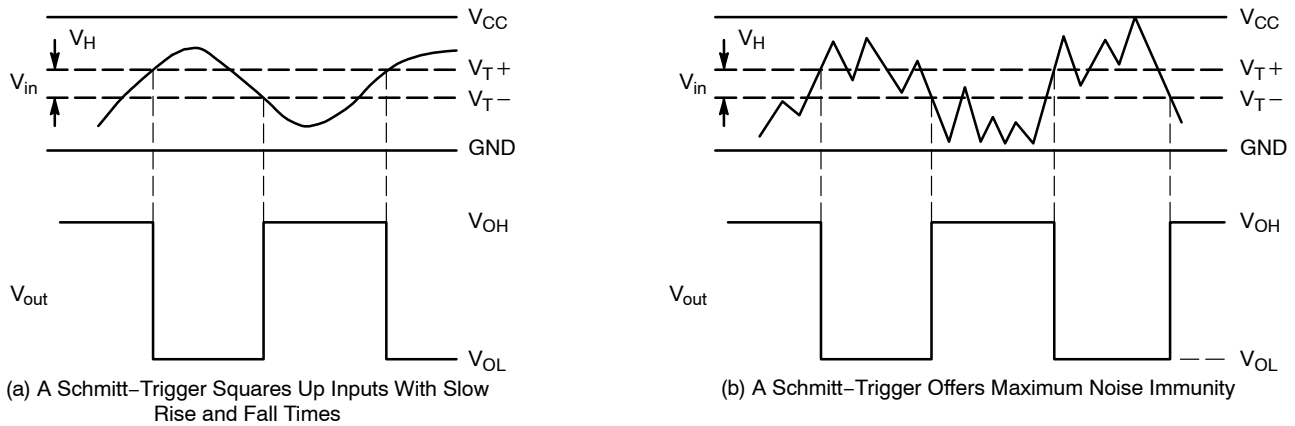 V_CC
V_H
V_in
V_T+
V_T−
GND
V_OH
V_out
V_OL
(a) A Schmitt−Trigger Squares Up Inputs With Slow
Rise and Fall Times
V_CC
V_H
V_in
V_T+
V_T−
GND
V_OH
V_out
V_OL
(b) A Schmitt−Trigger Offers Maximum Noise Immunity